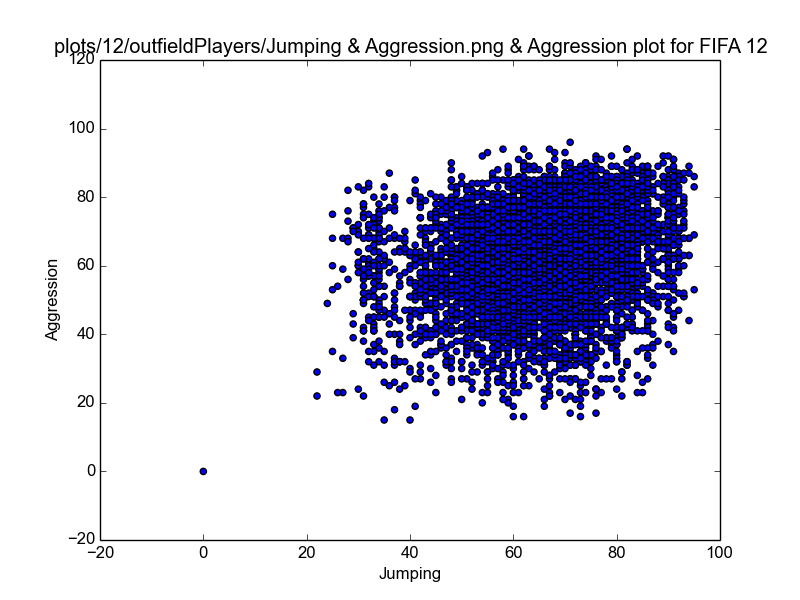 plots/12/outfieldPlayers/Jumping & Aggression.png & Aggression plot for FIFA 12
120
100
80
60
40
20
0
−20
Aggression
−20 0 20 40 60 80 100
Jumping